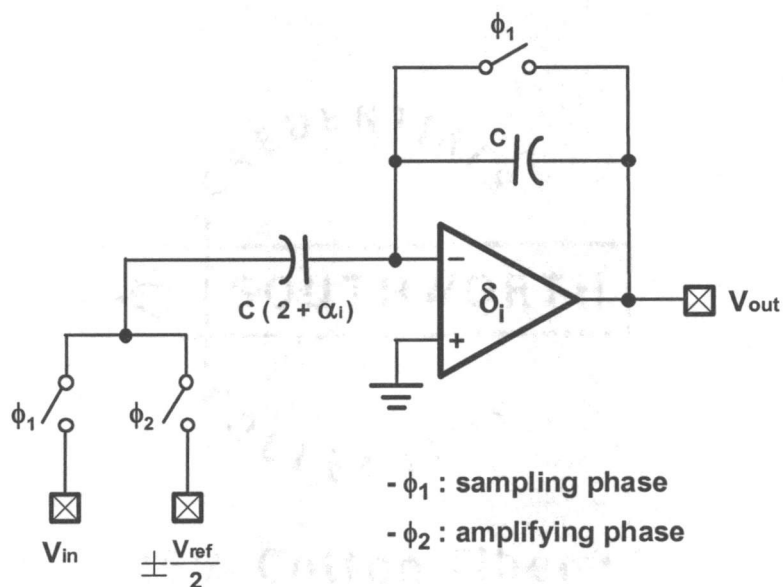 ϕ₁
C
−
C ( 2 + αᵢ)
δᵢ
Vout
+
ϕ₁
ϕ₂
- ϕ₁ : sampling phase
- ϕ₂ : amplifying phase
Vin
± Vref/2